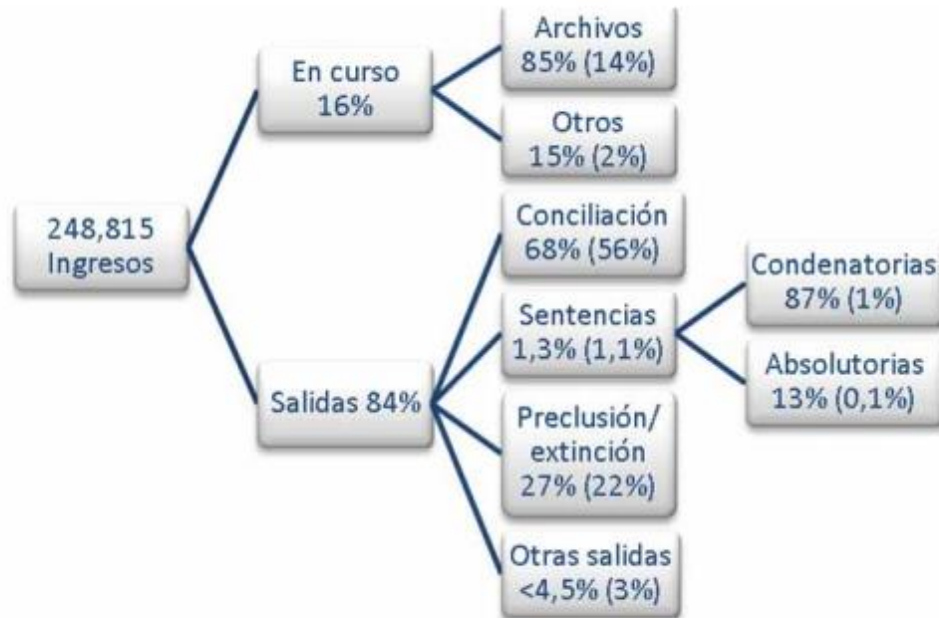 248,815
Ingresos
En curso
16%
Archivos
85% (14%)
Otros
15% (2%)
Salidas 84%
Conciliación
68% (56%)
Sentencias
1,3% (1,1%)
Condenatorias
87% (1%)
Absolutorias
13% (0,1%)
Preclusión/
extinción
27% (22%)
Otras salidas
<4,5% (3%)